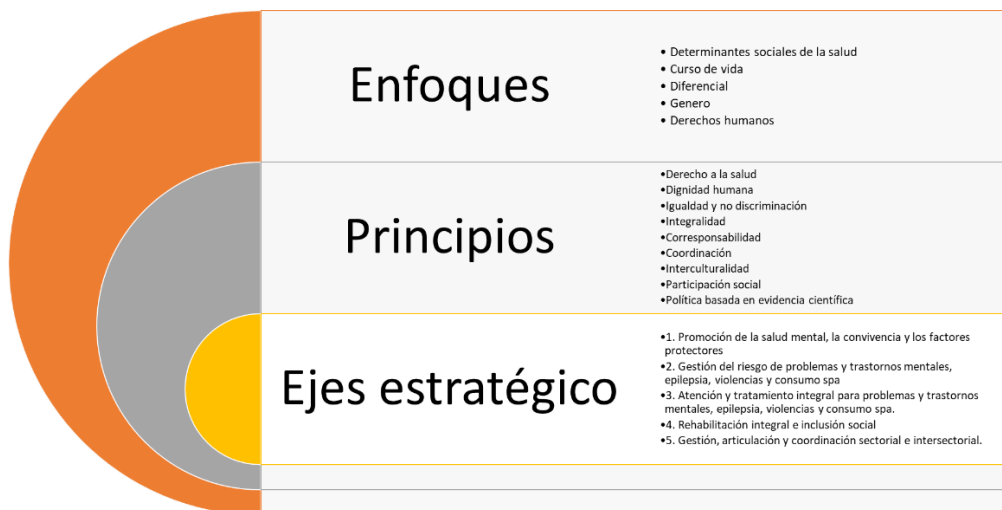 Enfoques
• Determinantes sociales de la salud
• Curso de vida
• Diferencial
• Genero
• Derechos humanos
Principios
•Derecho a la salud
•Dignidad humana
•Igualdad y no discriminación
•Integralidad
•Corresponsabilidad
•Coordinación
•Interculturalidad
•Participación social
•Política basada en evidencia científica
Ejes estratégico
•1. Promoción de la salud mental, la convivencia y los factores
protectores
•2. Gestión del riesgo de problemas y trastornos mentales,
epilepsia, violencias y consumo spa
•3. Atención y tratamiento integral para problemas y trastornos
mentales, epilepsia, violencias y consumo spa.
•4. Rehabilitación integral e inclusión social
•5. Gestión, articulación y coordinación sectorial e intersectorial.